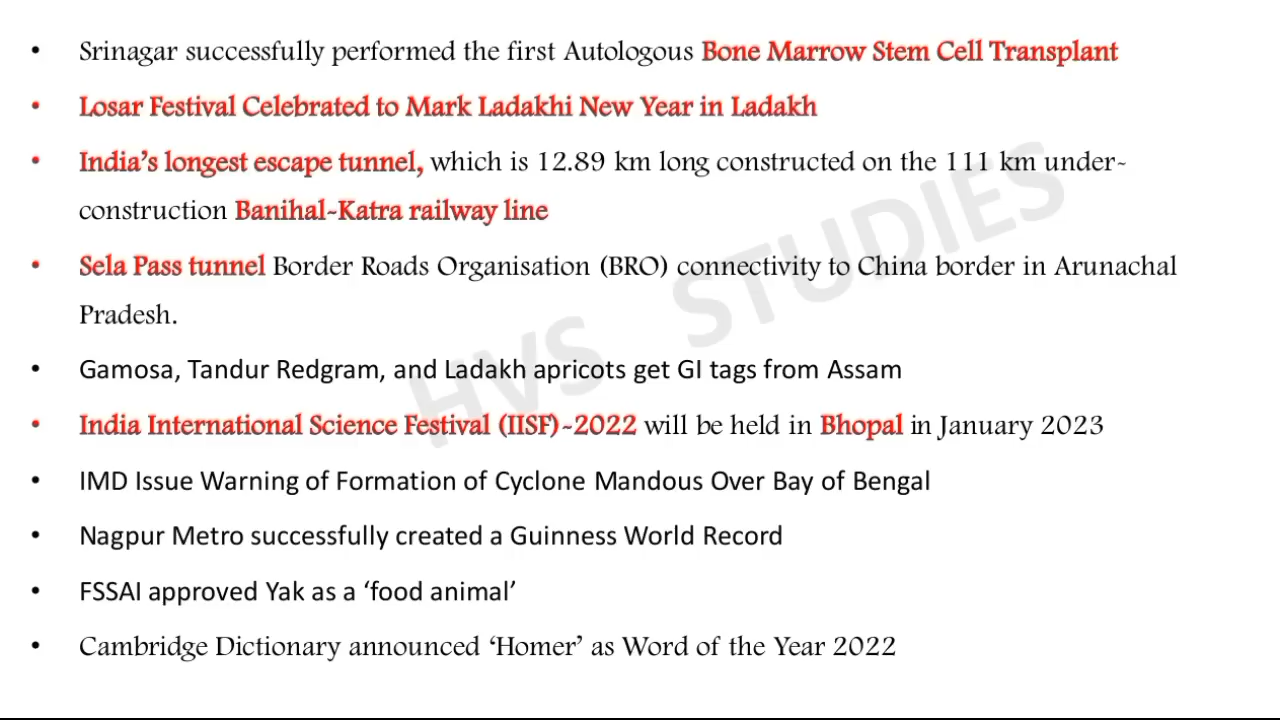 • Srinagar successfully performed the first Autologous Bone Marrow Stem Cell Transplant
• Losar Festival Celebrated to Mark Ladakhi New Year in Ladakh
• India’s longest escape tunnel, which is 12.89 km long constructed on the 111 km under-
construction Banihal-Katra railway line
• Sela Pass tunnel Border Roads Organisation (BRO) connectivity to China border in Arunachal
Pradesh.
• Gamosa, Tandur Redgram, and Ladakh apricots get GI tags from Assam
• India International Science Festival (IISF)-2022 will be held in Bhopal in January 2023
• IMD Issue Warning of Formation of Cyclone Mandous Over Bay of Bengal
• Nagpur Metro successfully created a Guinness World Record
• FSSAI approved Yak as a ‘food animal’
• Cambridge Dictionary announced ‘Homer’ as Word of the Year 2022
HVS STUDIES